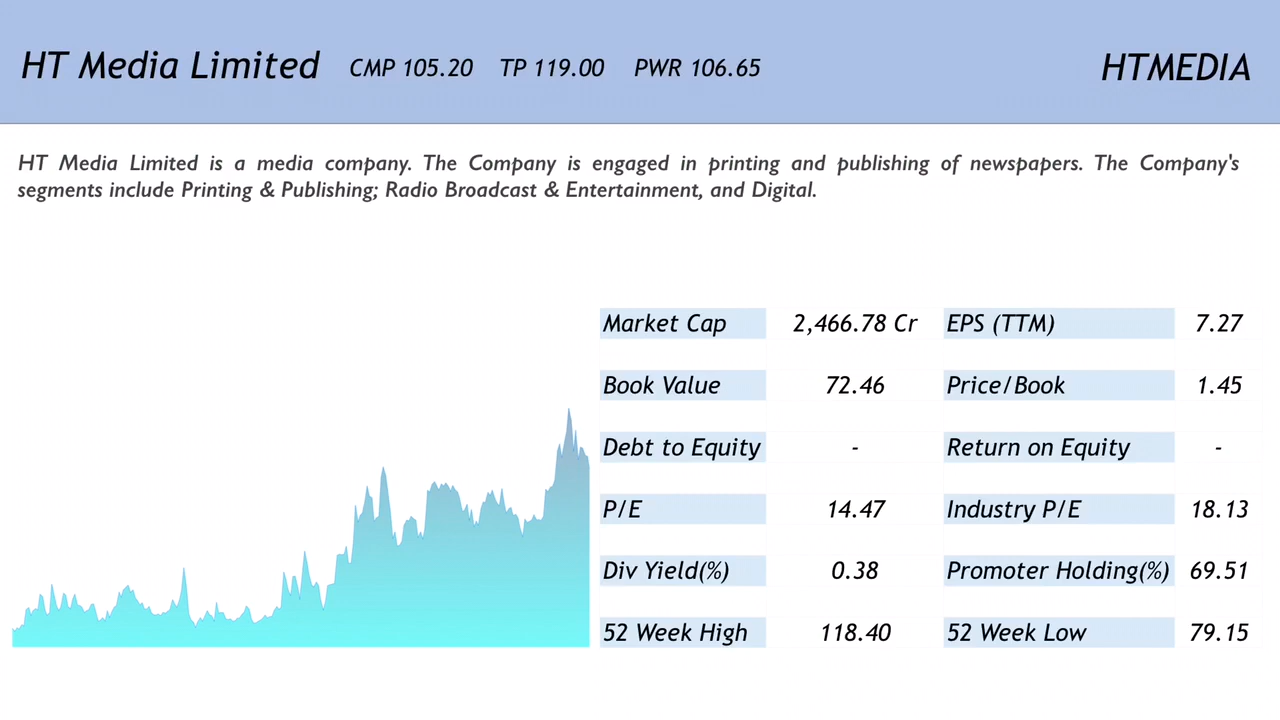 HT Media Limited CMP 105.20 TP 119.00 PWR 106.65 HTMEDIA
HT Media Limited is a media company. The Company is engaged in printing and publishing of newspapers. The Company's
segments include Printing & Publishing; Radio Broadcast & Entertainment, and Digital.
Market Cap 2,466.78 Cr EPS (TTM) 7.27
Book Value 72.46 Price/Book 1.45
Debt to Equity - Return on Equity -
P/E 14.47 Industry P/E 18.13
Div Yield(%) 0.38 Promoter Holding(%) 69.51
52 Week High 118.40 52 Week Low 79.15